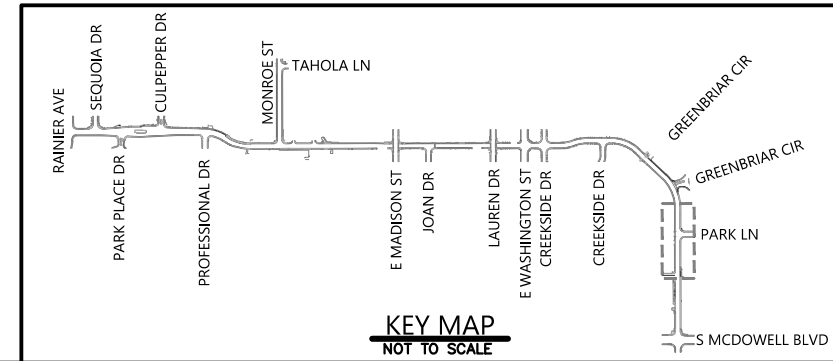 RAINIER AVE
SEQUOIA DR
CULPEPPER DR
MONROE ST
TAHOLA LN
GREENBRIAR CIR
GREENBRIAR CIR
PARK PLACE DR
PROFESSIONAL DR
E MADISON ST
JOAN DR
LAUREN DR
E WASHINGTON ST
CREEKSIDE DR
CREEKSIDE DR
PARK LN
S MCDOWELL BLVD
KEY MAP
NOT TO SCALE